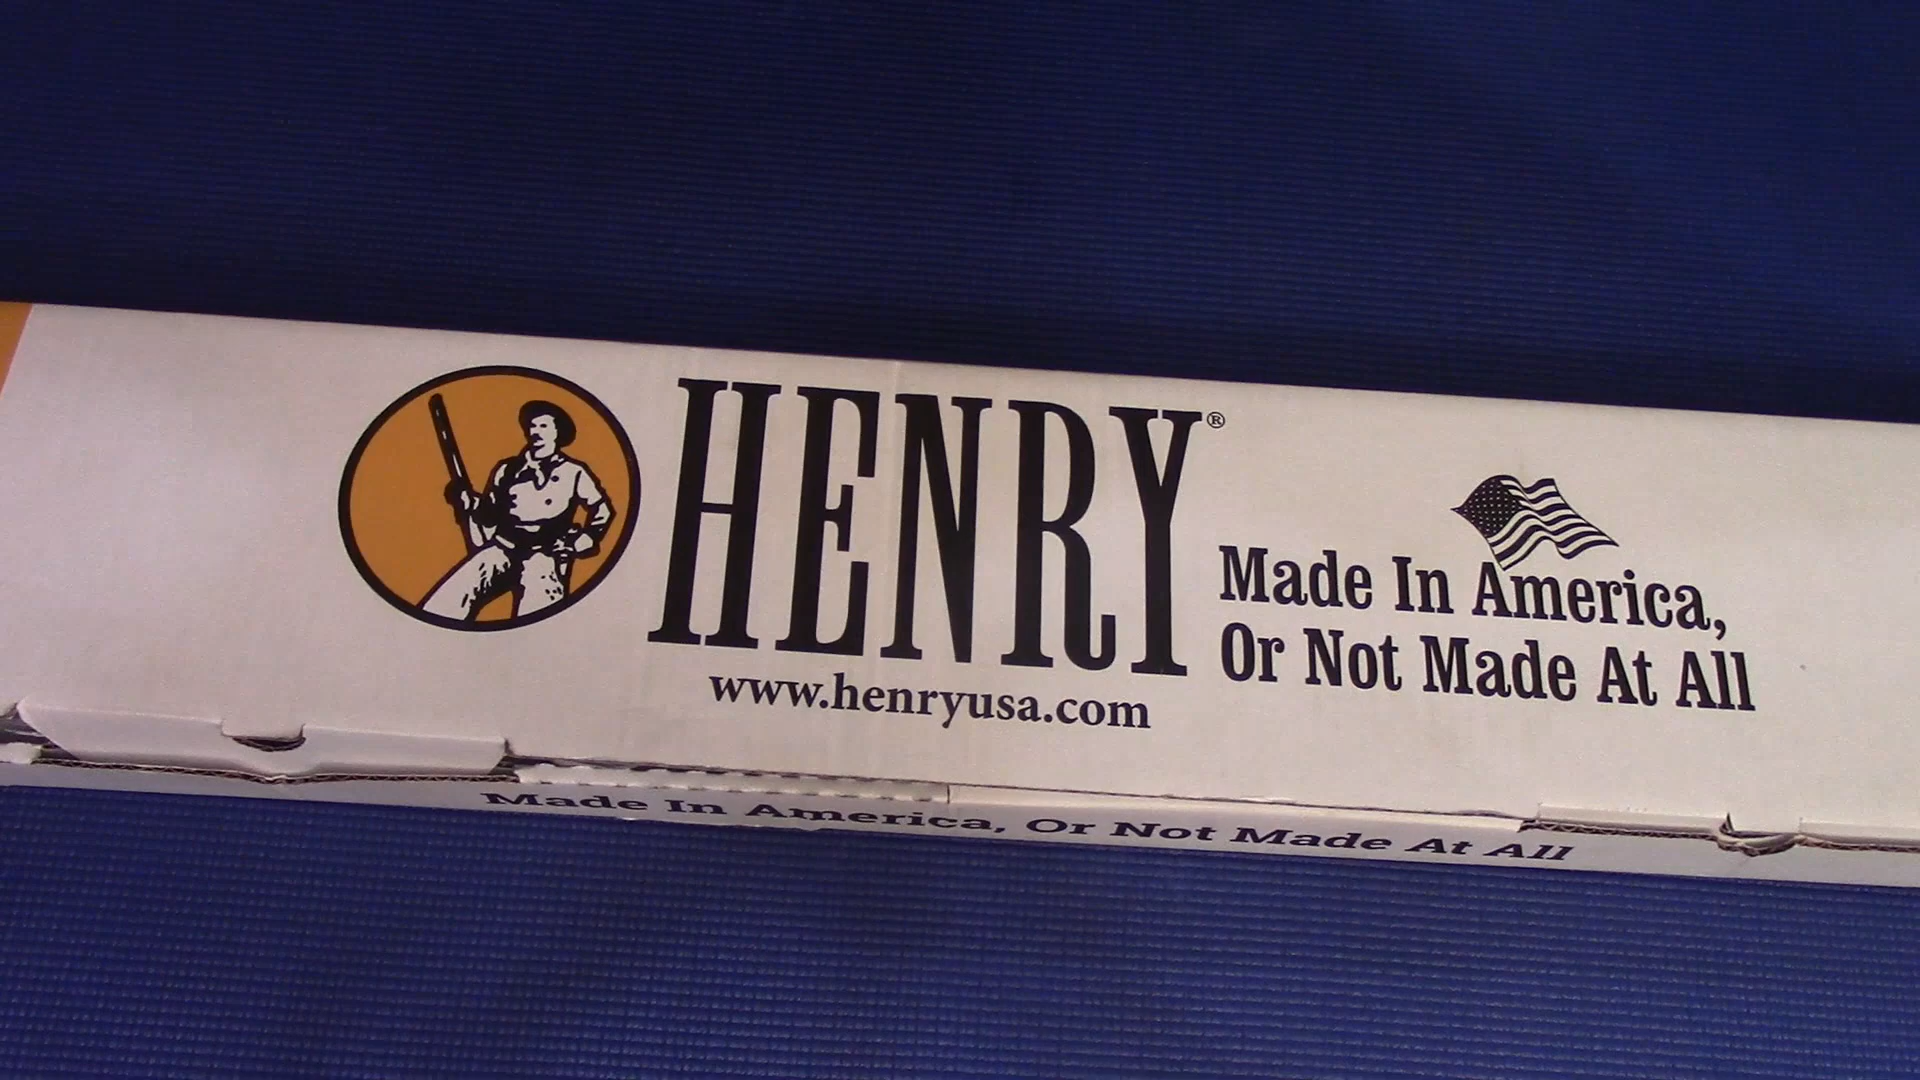 HENRY®
Made In America,
Or Not Made At All
www.henryusa.com
Made In America, Or Not Made At All